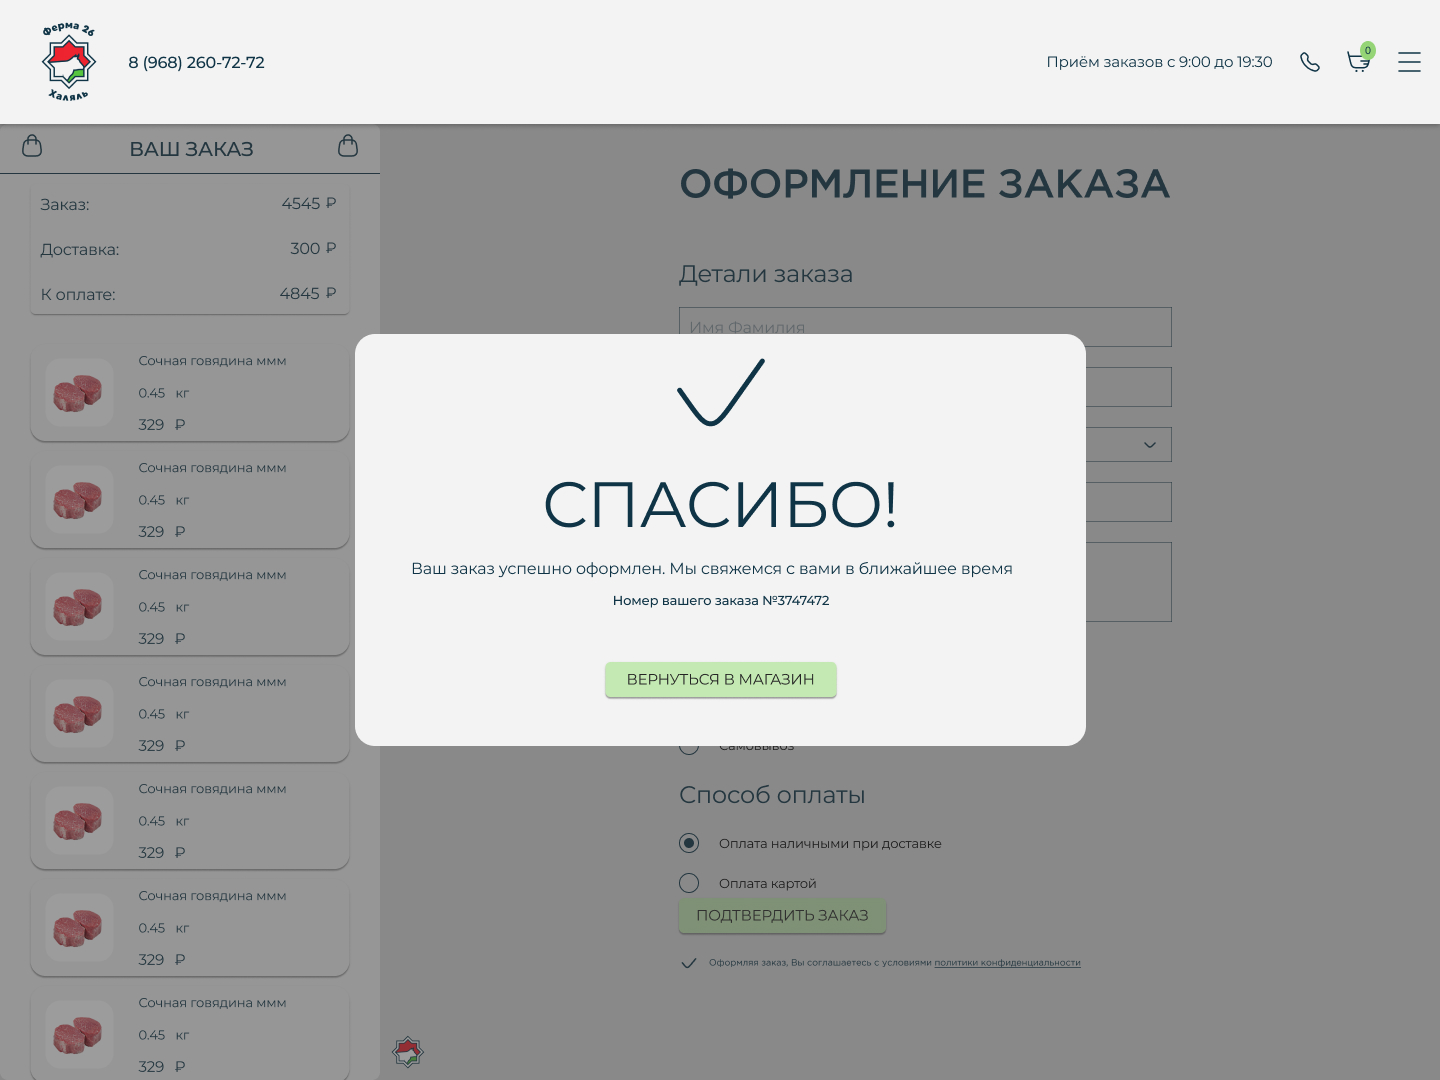 Ферма 26
Халяль
8 (968) 260-72-72
Приём заказов с 9:00 до 19:30
0
ВАШ ЗАКАЗ
Заказ: 4545 ₽
Доставка: 300 ₽
К оплате: 4845 ₽
Сочная говядина ммм
0.45 кг
329 ₽
Сочная говядина ммм
0.45 кг
329 ₽
Сочная говядина ммм
0.45 кг
329 ₽
Сочная говядина ммм
0.45 кг
329 ₽
Сочная говядина ммм
0.45 кг
329 ₽
Сочная говядина ммм
0.45 кг
329 ₽
Сочная говядина ммм
0.45 кг
329 ₽
ОФОРМЛЕНИЕ ЗАКАЗА
Детали заказа
Имя Фамилия
СПАСИБО!
Ваш заказ успешно оформлен. Мы свяжемся с вами в ближайшее время
Номер вашего заказа №3747472
ВЕРНУТЬСЯ В МАГАЗИН
Самовывоз
Способ оплаты
Оплата наличными при доставке
Оплата картой
ПОДТВЕРДИТЬ ЗАКАЗ
Оформляя заказ, Вы соглашаетесь с условиями политики конфиденциальности